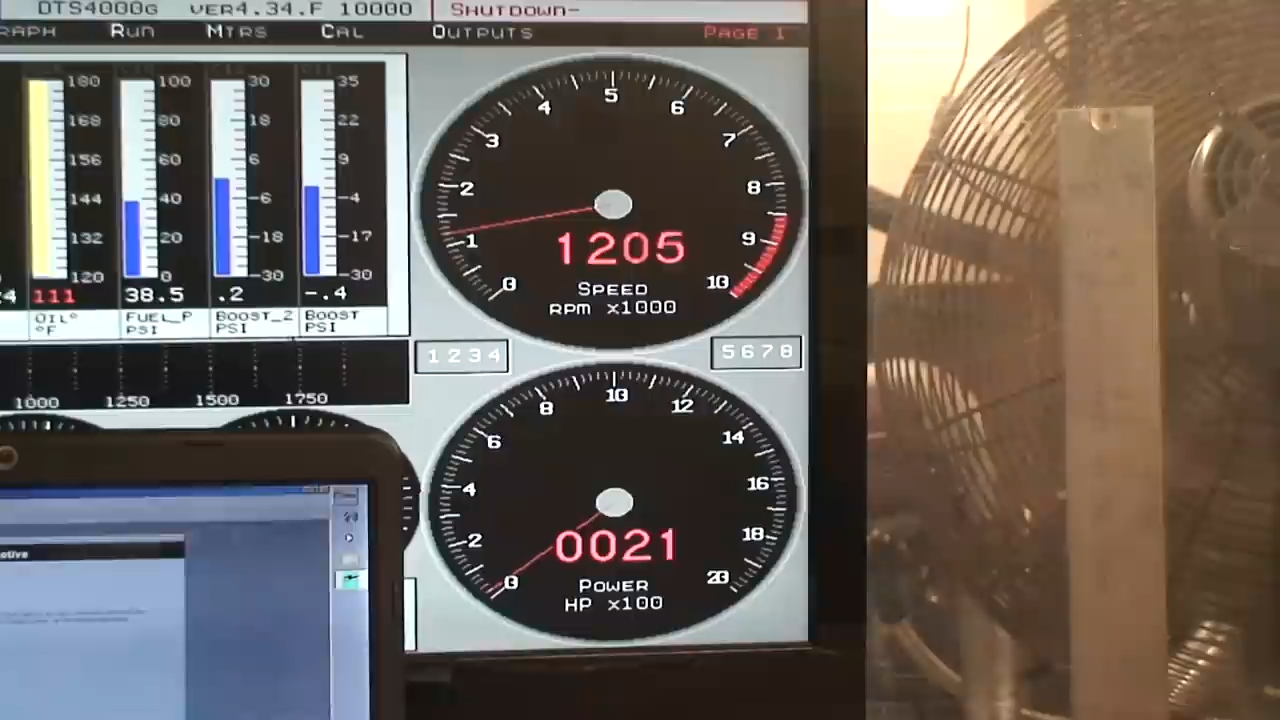 DTS4000G VER4.34.F 10000 SHUTDOWN-
RAPH RUN MTRS CAL OUTPUTS PAGE 1
180 100 30 35
168 80 18 22
156 60 6 9
144 40 -6 -4
132 20 -18 -17
120 0 -30 -30
4 111 38.5 .2 -.4
OIL° FUEL_P BOOST_2 BOOST
°F PSI PSI PSI
1000 1250 1500 1750
0 1 2 3 4 5 6 7 8 9 10
1205
SPEED
RPM X1000
1 2 3 4
5 6 7 8
0 2 4 6 8 10 12 14 16 18 20
0021
POWER
HP X100
otive